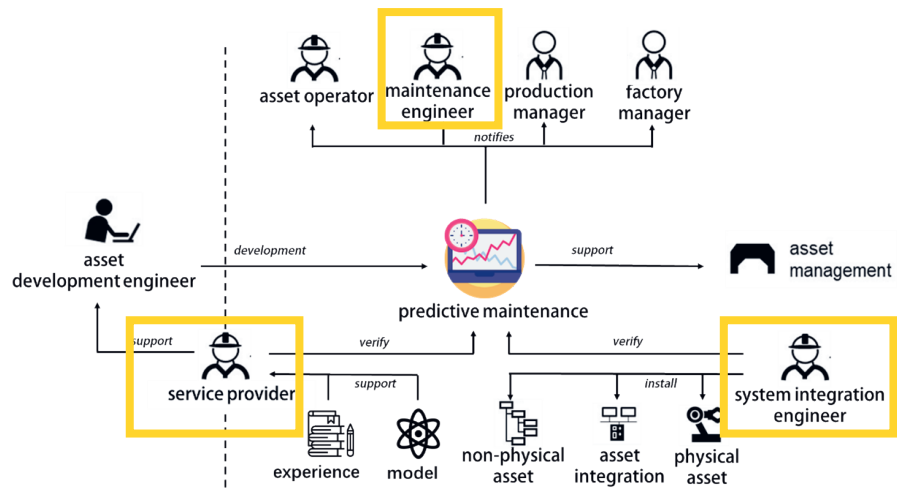 asset operator
maintenance
engineer
production
manager
factory
manager
notifies
asset
development engineer
development
predictive maintenance
support
asset
management
support
service provider
verify
support
experience
model
verify
install
system integration
engineer
non-physical
asset
asset
integration
physical
asset